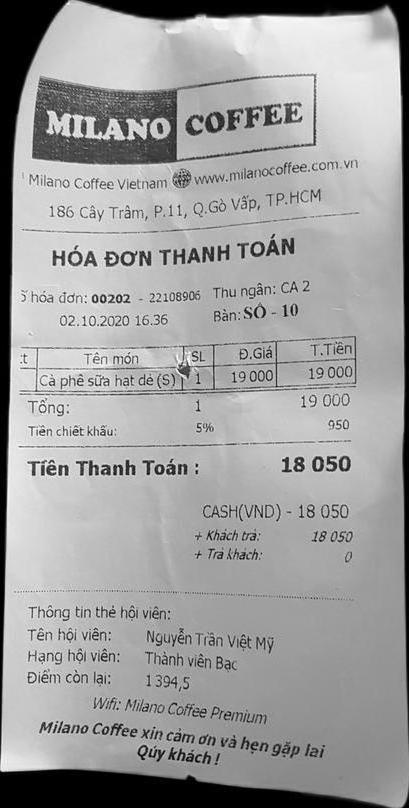 MILANO COFFEE
Milano Coffee Vietnam www.milanocoffee.com.vn
186 Cây Trâm, P.11, Q.Gò Vấp, TP.HCM
HÓA ĐƠN THANH TOÁN
hóa đơn: 00202 - 22108906 Thu ngân: CA 2
02.10.2020 16.36 Bàn: SỐ - 10
Tên món SL Đ.Giá T.Tiền
Cà phê sữa hạt dẻ (S) 1 19 000 19 000
Tổng: 1 19 000
Tiền chiết khấu: 5% 950
Tiền Thanh Toán : 18 050
CASH(VND) - 18 050
+ Khách trả: 18 050
+ Trả khách: 0
Thông tin thẻ hội viên:
Tên hội viên: Nguyễn Trần Việt Mỹ
Hạng hội viên: Thành viên Bạc
Điểm còn lại: 1 394,5
Wifi: Milano Coffee Premium
Milano Coffee xin cảm ơn và hẹn gặp lại
Qúy khách !